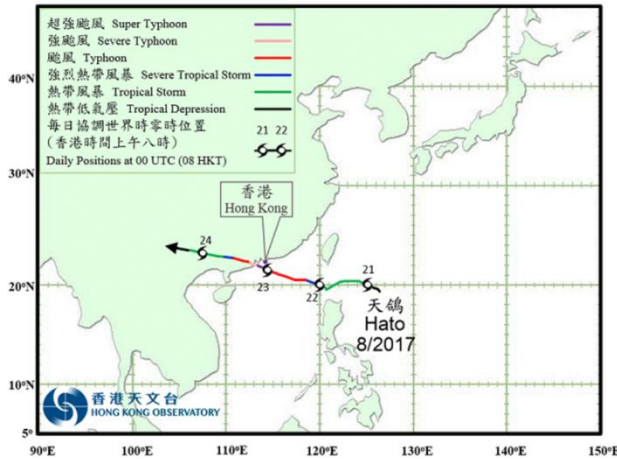 超強颱風 Super Typhoon
強颱風 Severe Typhoon
颱風 Typhoon
強烈熱帶風暴 Severe Tropical Storm
熱帶風暴 Tropical Storm
熱帶低氣壓 Tropical Depression
每日協調世界時零時位置 21 22
(香港時間上午八時)
Daily Positions at 00 UTC (08 HKT)
40°N
30°N
20°N
10°N
5°
香港
Hong Kong
24
23
22
21
天鴿
Hato
8/2017
香港天文台
HONG KONG OBSERVATORY
90°E 100°E 110°E 120°E 130°E 140°E 150°E